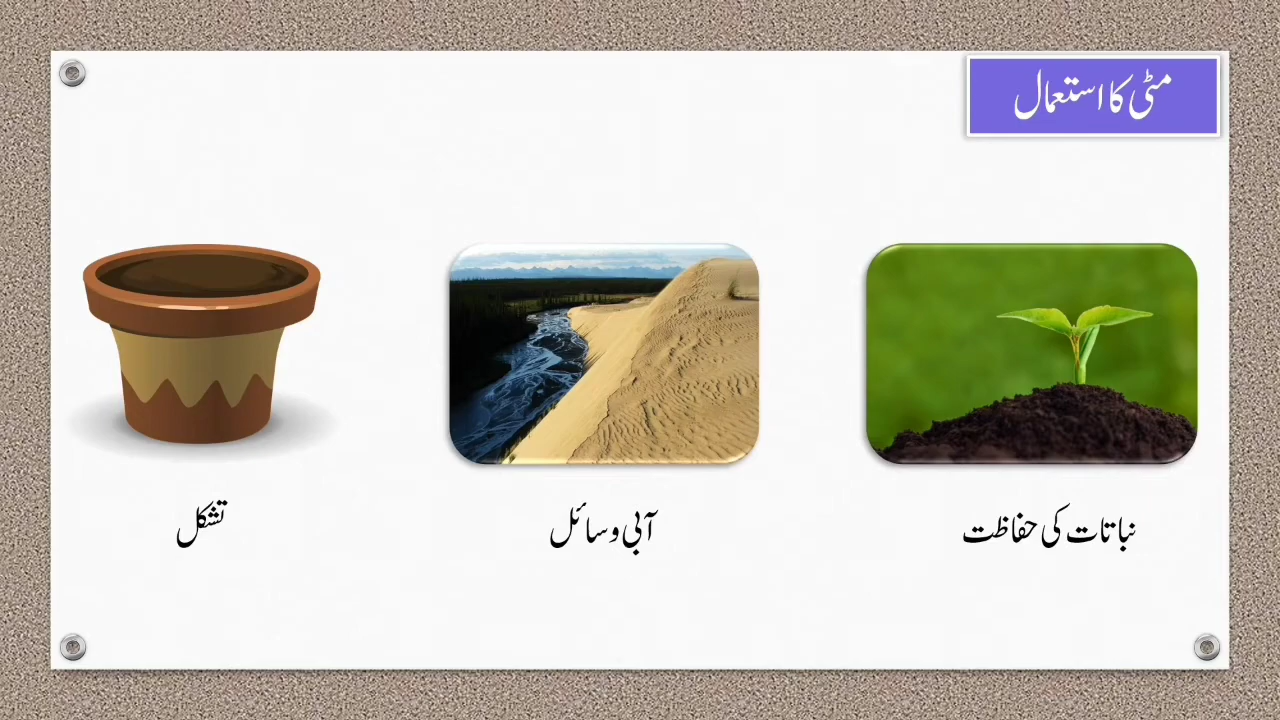 مٹی کا استعمال
نباتات کی حفاظت
آبی وسائل
تشکل